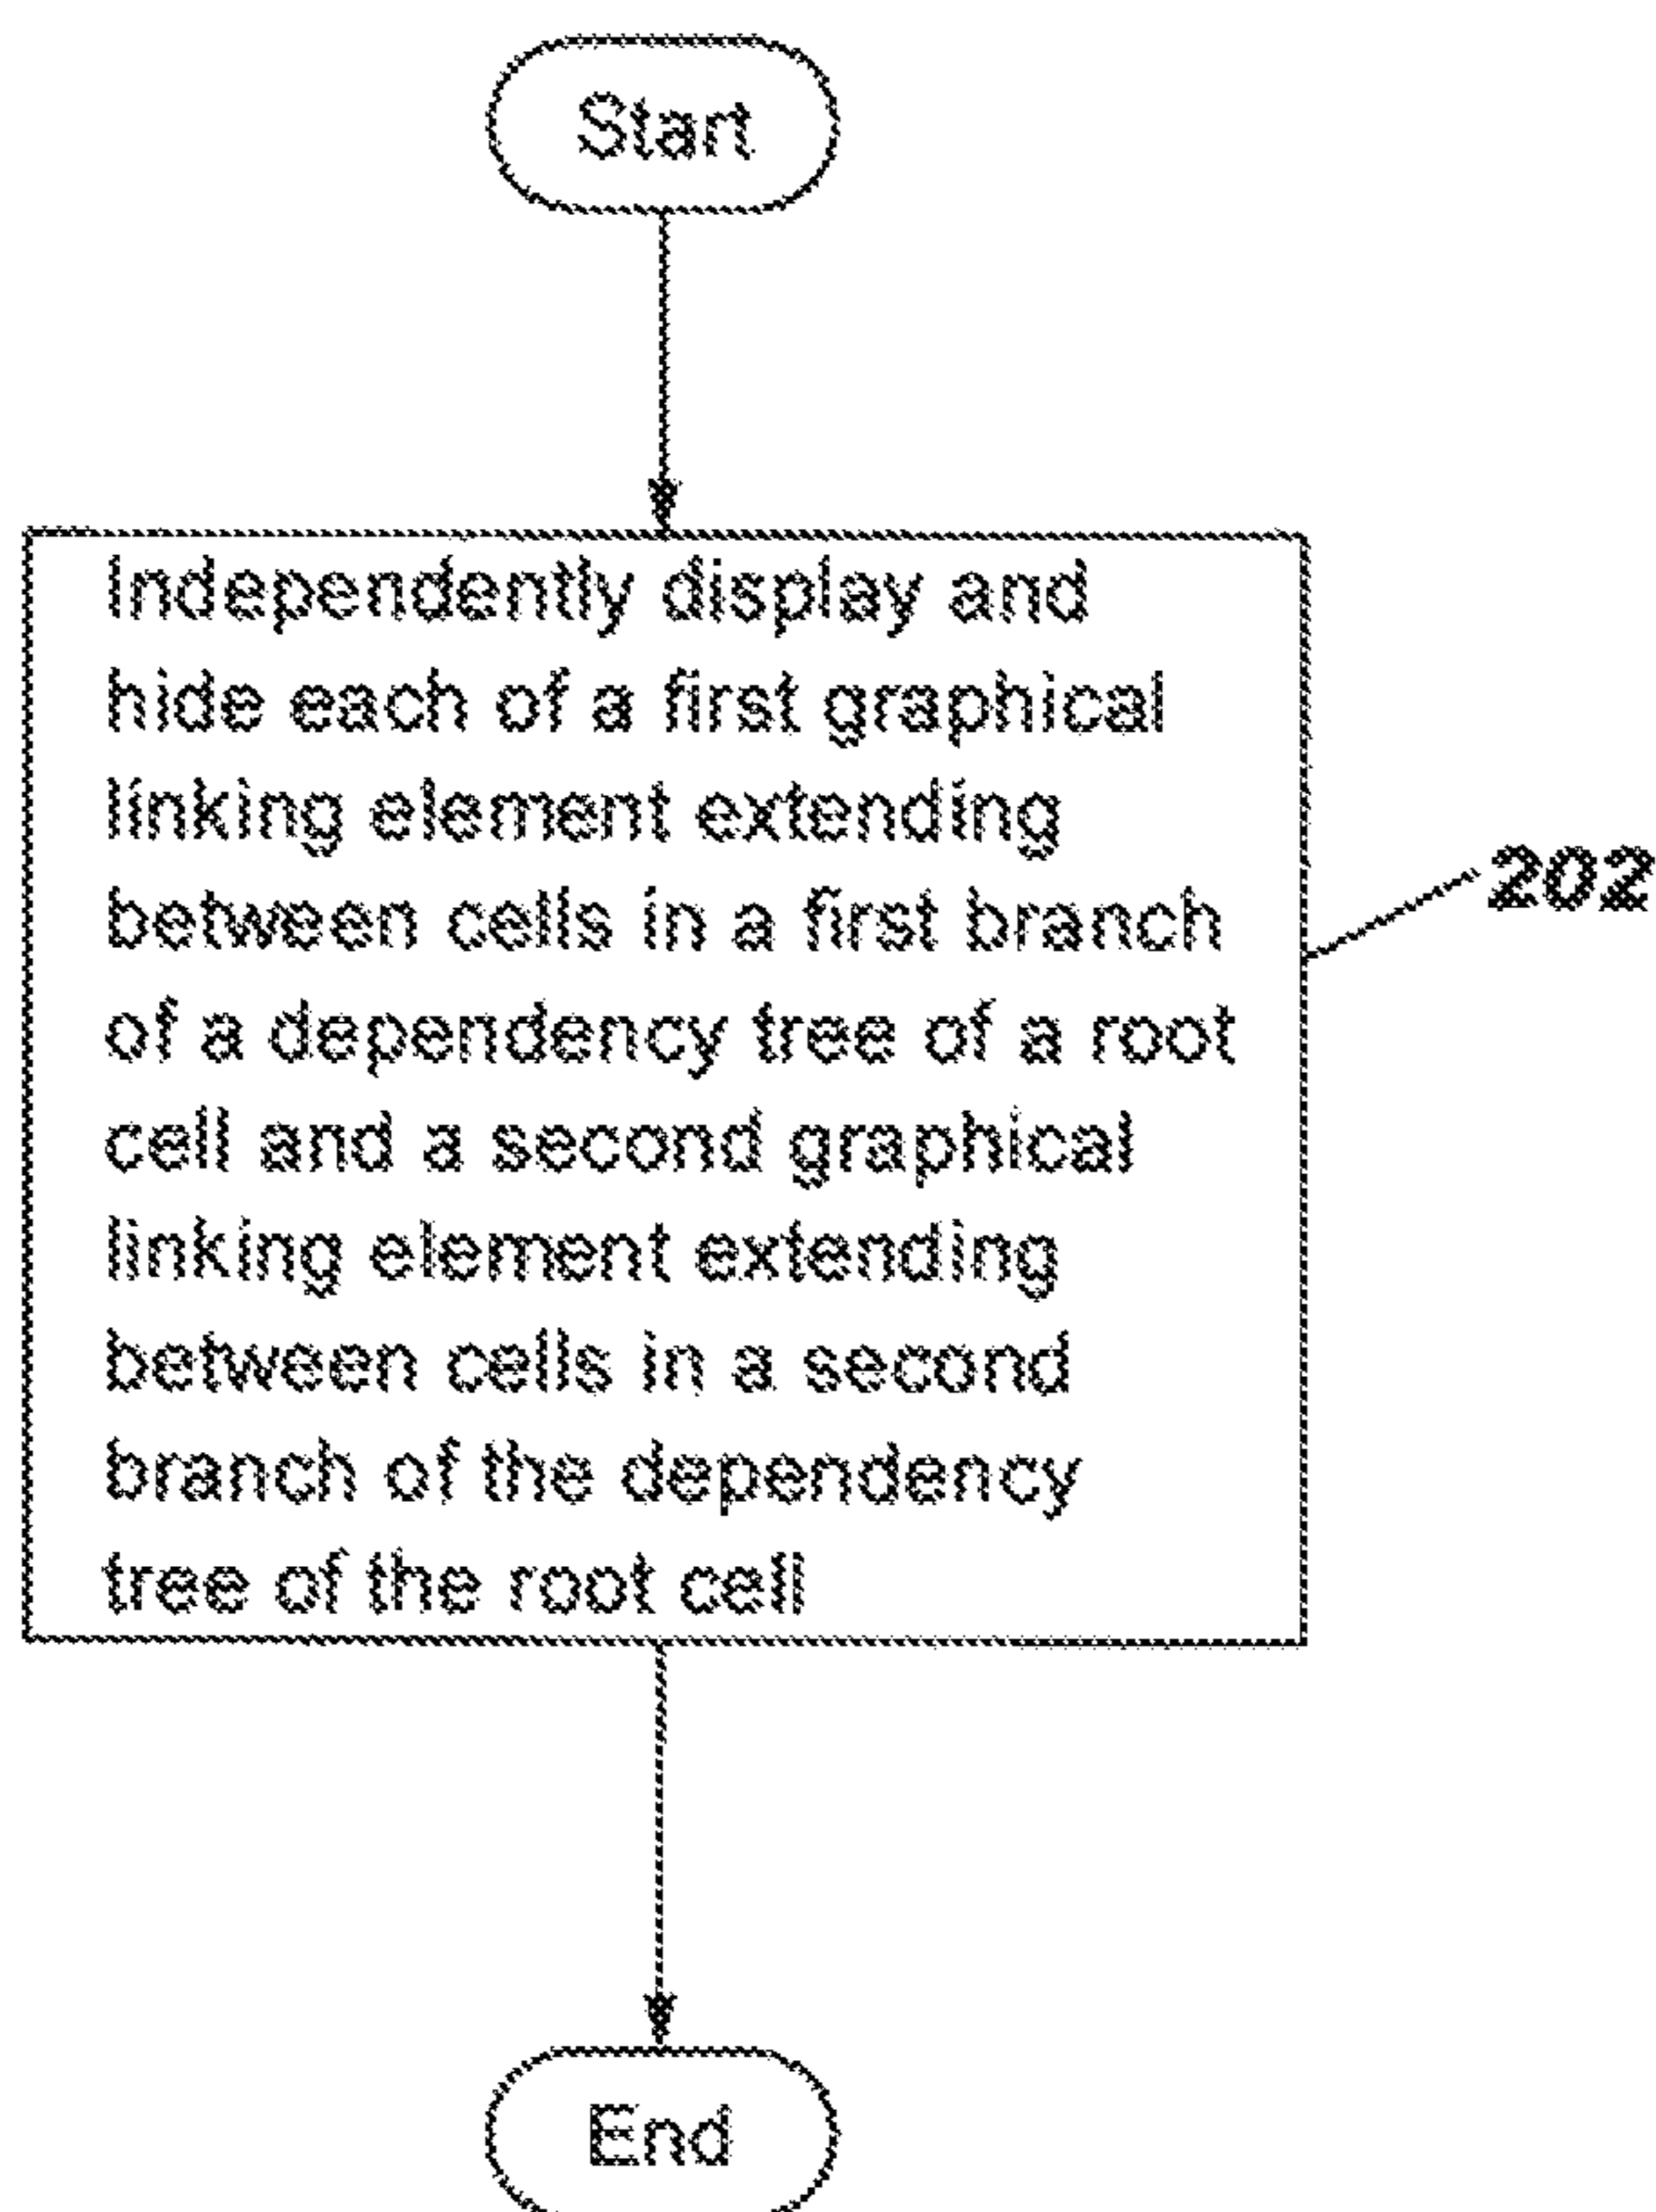 Start
Independently display and
hide each of a first graphical
linking element extending
between cells in a first branch
of a dependency tree of a root
cell and a second graphical
linking element extending
between cells in a second
branch of the dependency
tree of the root cell
202
End